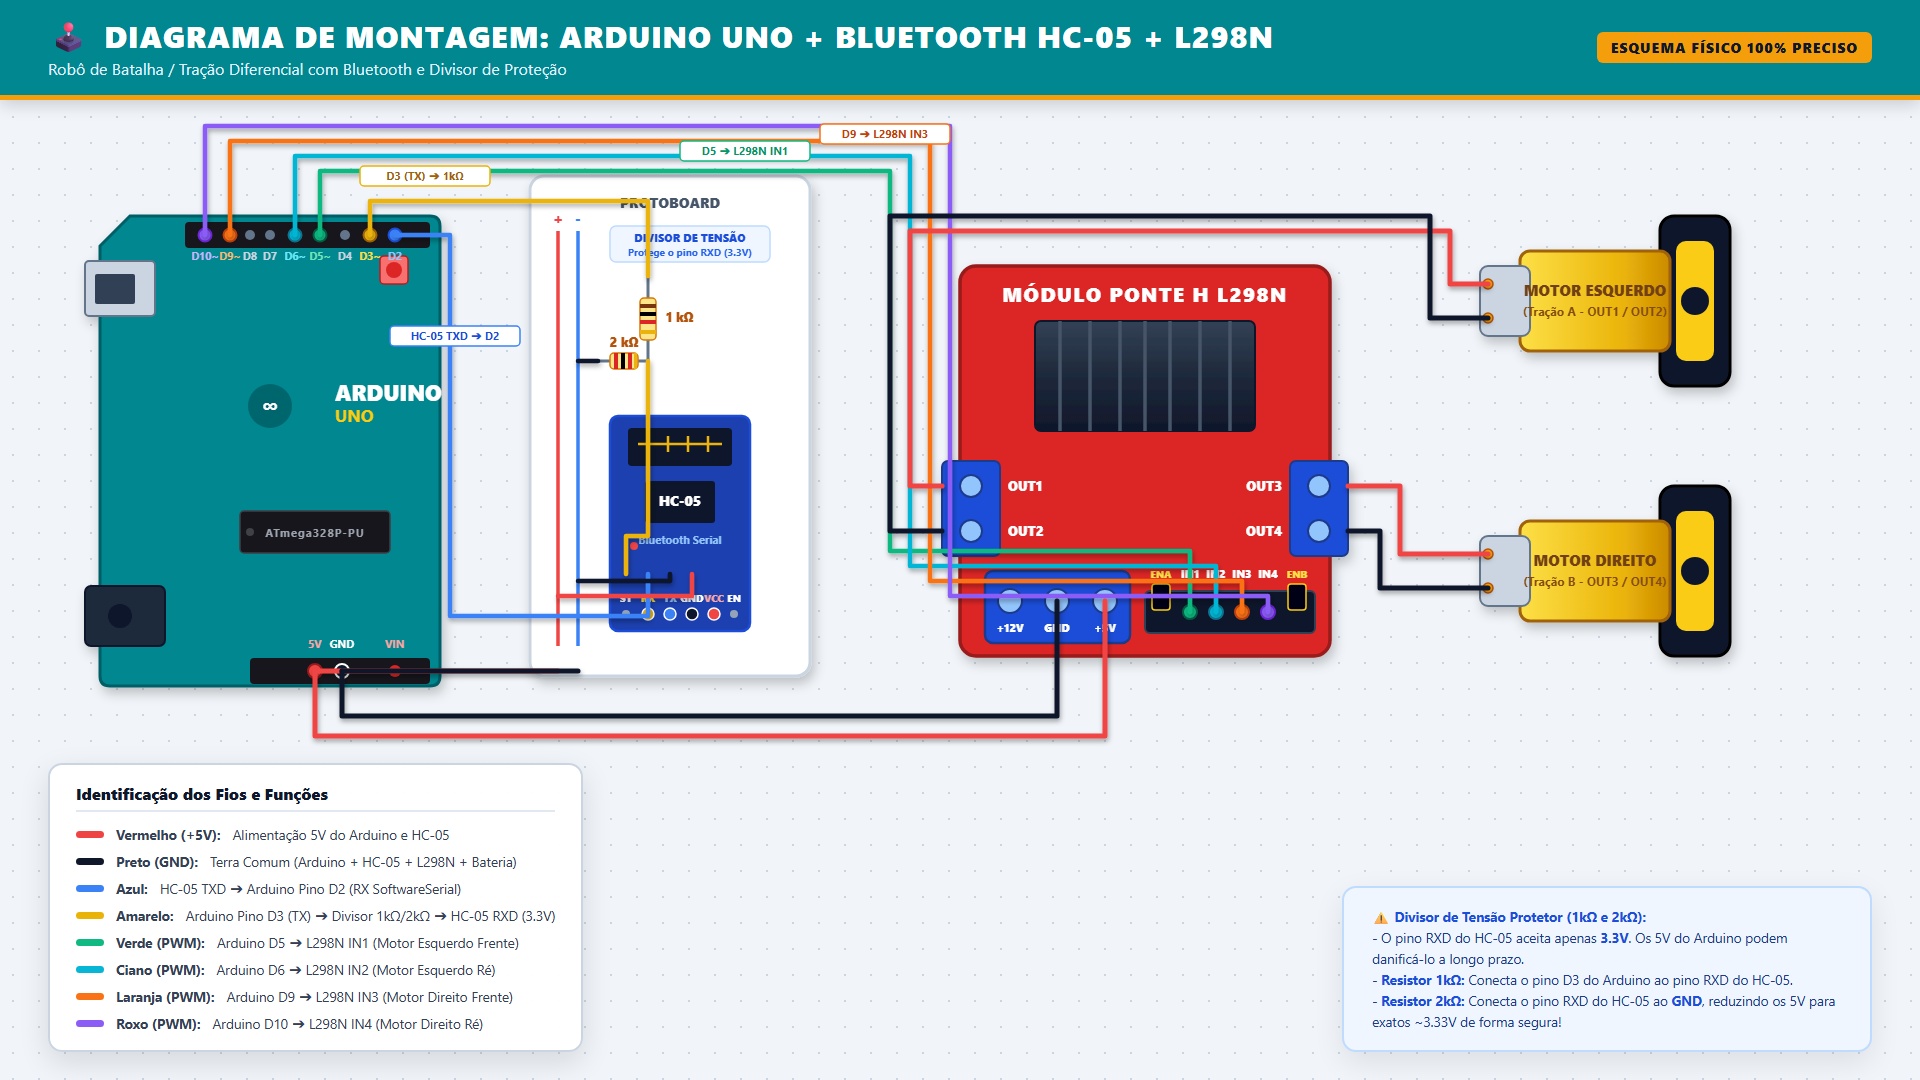 DIAGRAMA DE MONTAGEM: ARDUINO UNO + BLUETOOTH HC-05 + L298N
Robô de Batalha / Tração Diferencial com Bluetooth e Divisor de Proteção
ESQUEMA FÍSICO 100% PRECISO
D9 ➔ L298N IN3
D5 ➔ L298N IN1
D3 (TX) ➔ 1kΩ
PROTOBOARD
+ -
DIVISOR DE TENSÃO
Protege o pino RXD (3.3V)
D10~ D9~ D8 D7 D6~ D5~ D4 D3~ D2
HC-05 TXD ➔ D2
1 kΩ
2 kΩ
MÓDULO PONTE H L298N
MOTOR ESQUERDO
(Tração A - OUT1 / OUT2)
∞
ARDUINO
UNO
ATmega328P-PU
HC-05
Bluetooth Serial
OUT1
OUT2
OUT3
OUT4
MOTOR DIREITO
(Tração B - OUT3 / OUT4)
ENA IN1 IN2 IN3 IN4 ENB
RX TX GND VCC EN
+12V GND +5V
5V GND VIN
Identificação dos Fios e Funções
Vermelho (+5V): Alimentação 5V do Arduino e HC-05
Preto (GND): Terra Comum (Arduino + HC-05 + L298N + Bateria)
Azul: HC-05 TXD ➔ Arduino Pino D2 (RX SoftwareSerial)
Amarelo: Arduino Pino D3 (TX) ➔ Divisor 1kΩ/2kΩ ➔ HC-05 RXD (3.3V)
Verde (PWM): Arduino D5 ➔ L298N IN1 (Motor Esquerdo Frente)
Ciano (PWM): Arduino D6 ➔ L298N IN2 (Motor Esquerdo Ré)
Laranja (PWM): Arduino D9 ➔ L298N IN3 (Motor Direito Frente)
Roxo (PWM): Arduino D10 ➔ L298N IN4 (Motor Direito Ré)
⚠️ Divisor de Tensão Protetor (1kΩ e 2kΩ):
- O pino RXD do HC-05 aceita apenas 3.3V. Os 5V do Arduino podem
danificá-lo a longo prazo.
- Resistor 1kΩ: Conecta o pino D3 do Arduino ao pino RXD do HC-05.
- Resistor 2kΩ: Conecta o pino RXD do HC-05 ao GND, reduzindo os 5V para
exatos ~3.33V de forma segura!